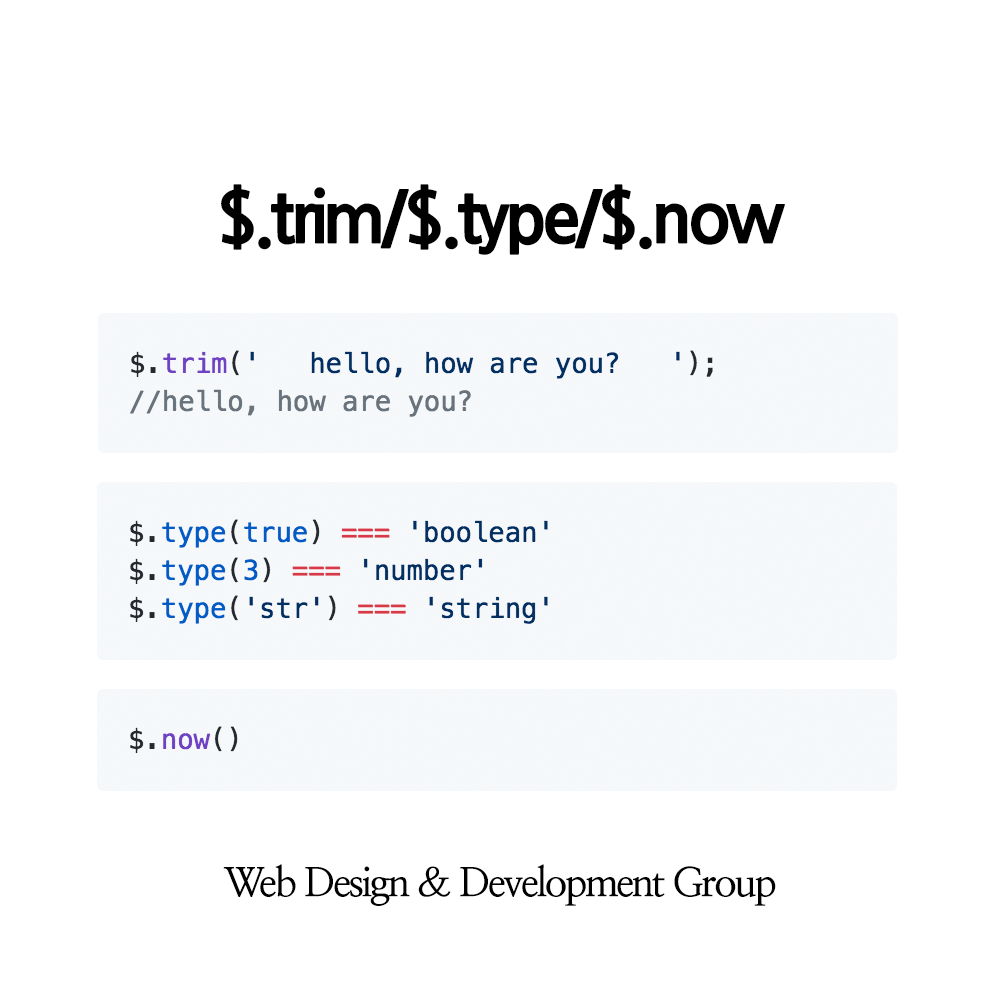 $.trim/$.type/$.now
$.trim('   hello, how are you?   ');
//hello, how are you?
$.type(true) === 'boolean'
$.type(3) === 'number'
$.type('str') === 'string'
$.now()
Web Design & Development Group